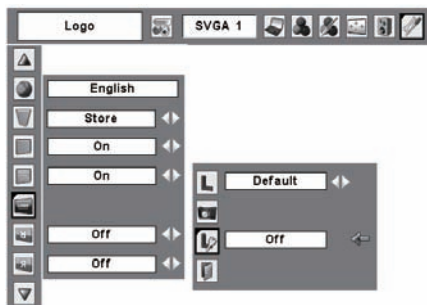 Logo
SVGA 1
English
Store
On
On
Default
Off
Off
Off